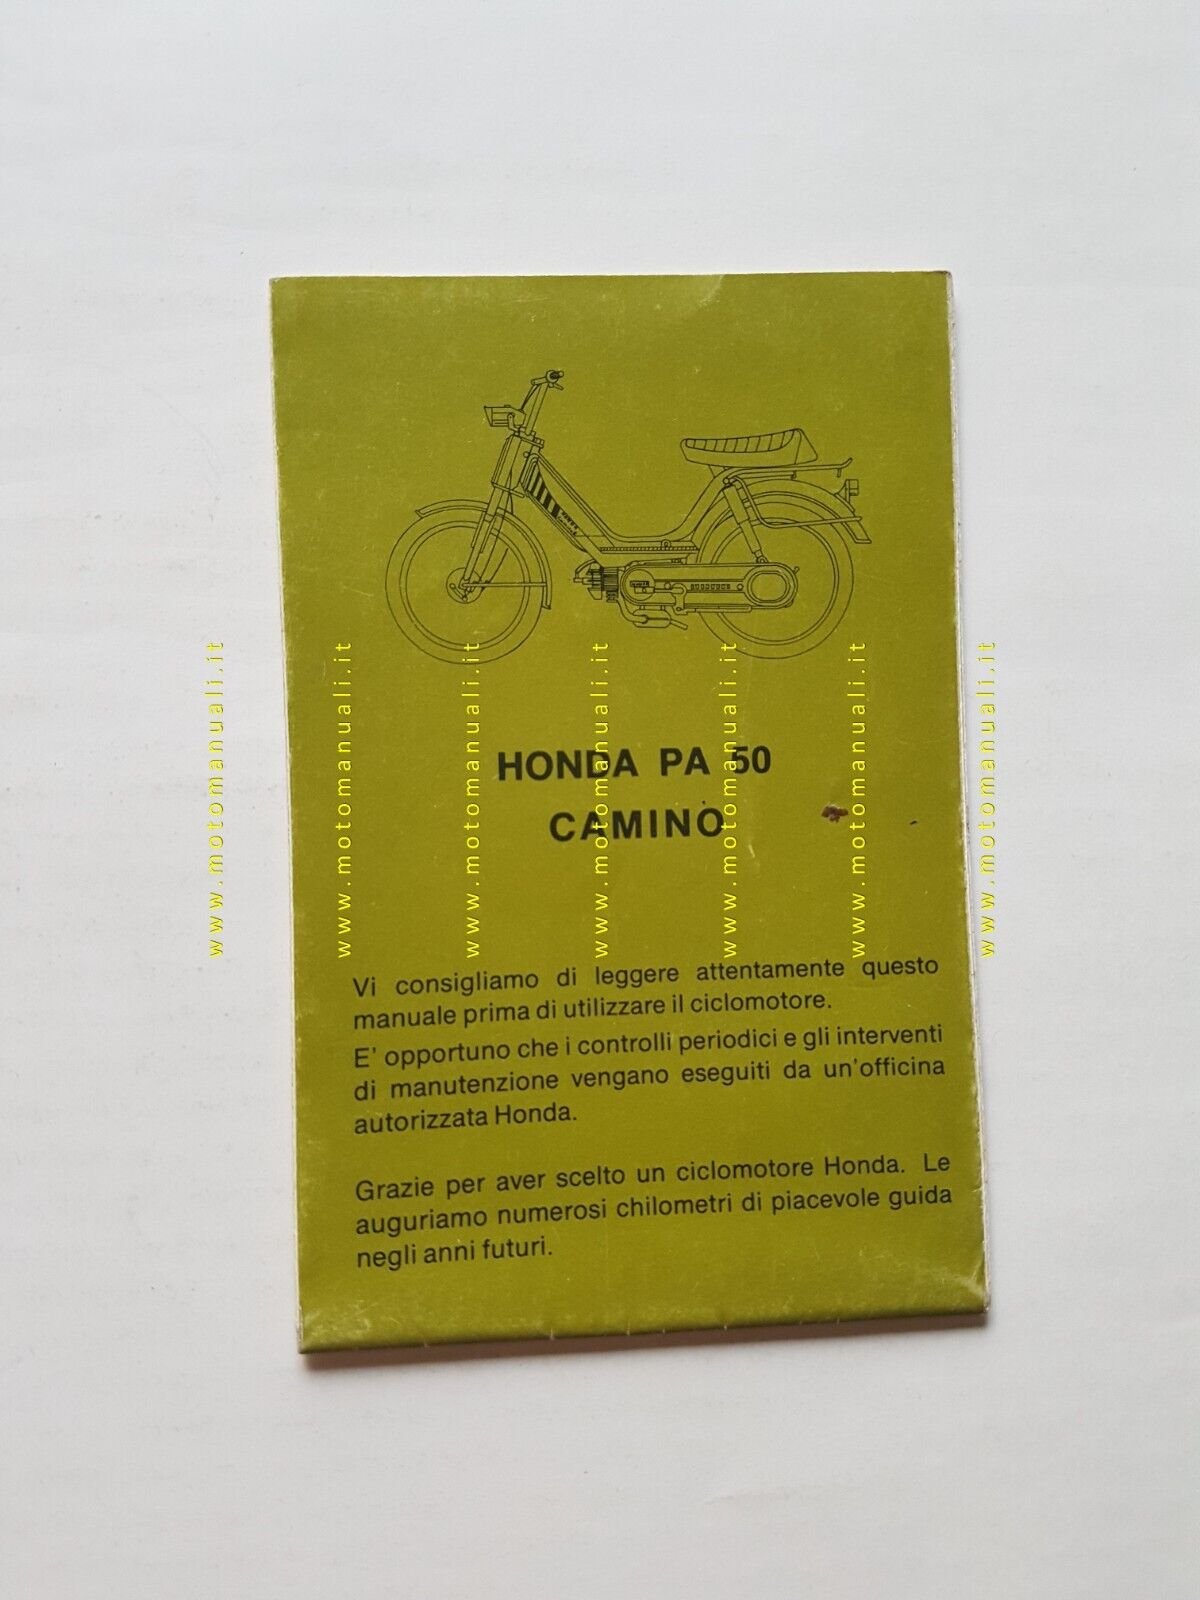 HONDA PA 50
CAMINO
Vi consigliamo di leggere attentamente questo
manuale prima di utilizzare il ciclomotore.
E' opportuno che i controlli periodici e gli interventi
di manutenzione vengano eseguiti da un'officina
autorizzata Honda.
Grazie per aver scelto un ciclomotore Honda. Le
auguriamo numerosi chilometri di piacevole guida
negli anni futuri.
www.motomanuali.it
www.motomanuali.it
www.motomanuali.it
www.motomanuali.it
www.motomanuali.it
www.motomanuali.it
www.motomanuali.it